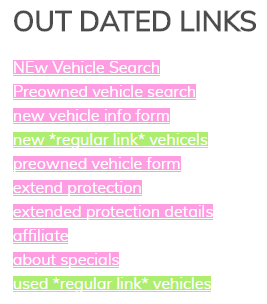 OUT DATED LINKS
NEw Vehicle Search
Preowned vehicle search
new vehicle info form
new *regular link* vehicels
preowned vehicle form
extend protection
extended protection details
affiliate
about specials
used *regular link* vehicles